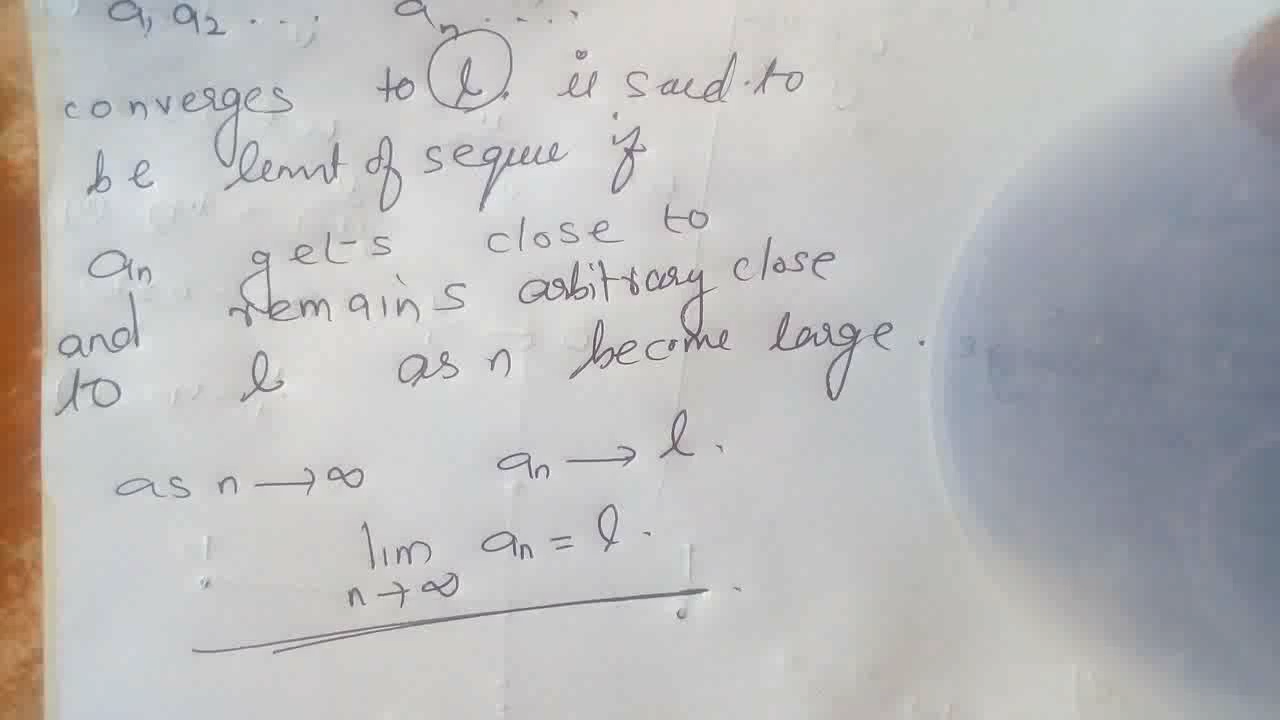 a₁ a₂ .... aₙ .....
converges to l. is said to
be limit of seque if
aₙ gets close to
and remains arbitrary close
to l as n become large.
as n → ∞ aₙ → l.
lim aₙ = l.
n → ∞